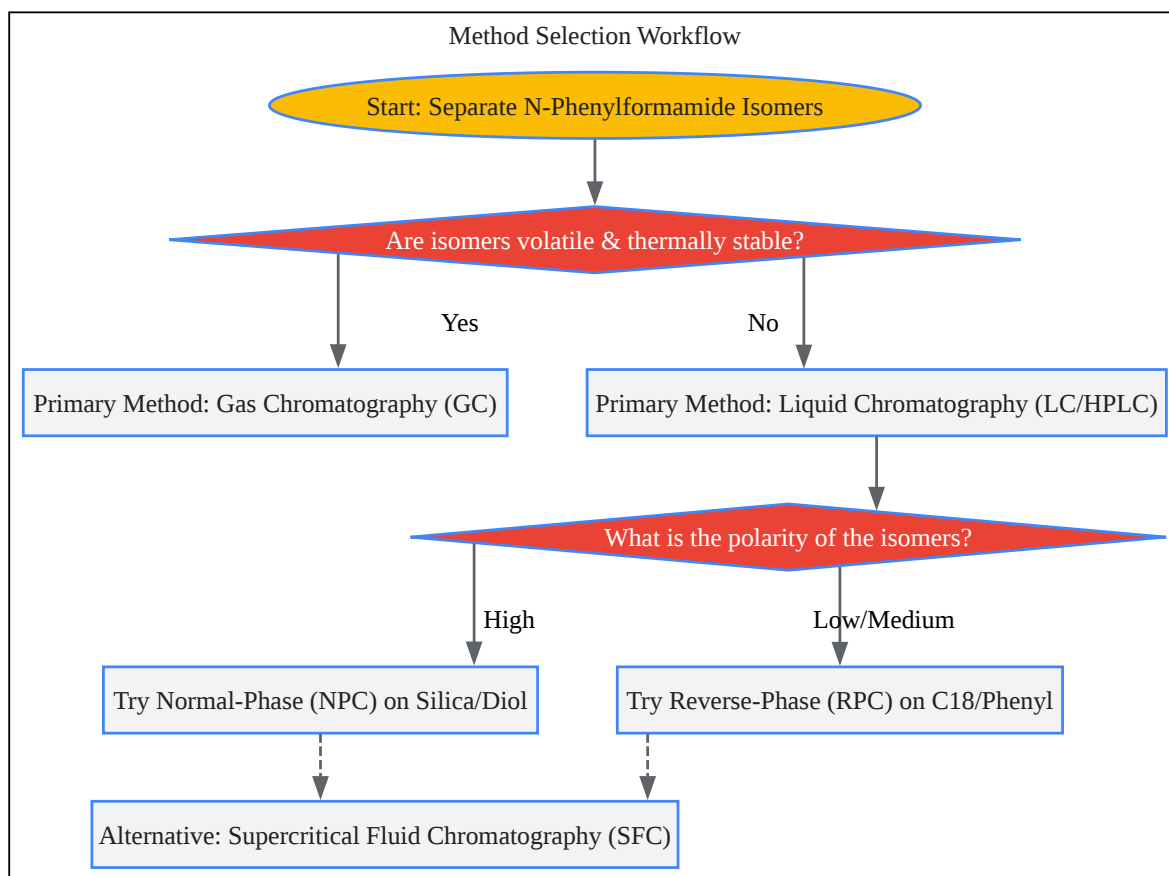 Method Selection Workflow
Start: Separate N-Phenylformamide Isomers
Are isomers volatile & thermally stable?
Yes
No
Primary Method: Gas Chromatography (GC)
Primary Method: Liquid Chromatography (LC/HPLC)
What is the polarity of the isomers?
High
Low/Medium
Try Normal-Phase (NPC) on Silica/Diol
Try Reverse-Phase (RPC) on C18/Phenyl
Alternative: Supercritical Fluid Chromatography (SFC)